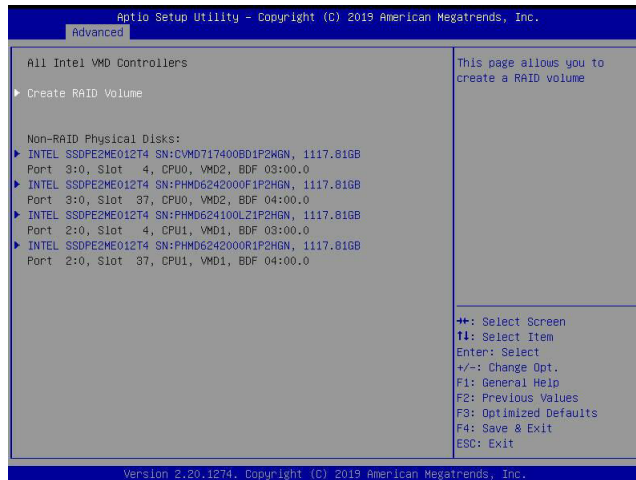 Aptio Setup Utility – Copyright (C) 2019 American Megatrends, Inc.
Advanced
All Intel VMD Controllers
Create RAID Volume
Non-RAID Physical Disks:
INTEL SSDPE2ME012T4 SN:CVMD717400BD1P2WGN, 1117.81GB
Port 3:0, Slot 4, CPU0, VMD2, BDF 03:00.0
INTEL SSDPE2ME012T4 SN:PHMD6242000F1P2HGN, 1117.81GB
Port 3:0, Slot 37, CPU0, VMD2, BDF 04:00.0
INTEL SSDPE2ME012T4 SN:PHMD624100LZ1P2HGN, 1117.81GB
Port 2:0, Slot 4, CPU1, VMD1, BDF 03:00.0
INTEL SSDPE2ME012T4 SN:PHMD6242000R1P2HGN, 1117.81GB
Port 2:0, Slot 37, CPU1, VMD1, BDF 04:00.0
This page allows you to
create a RAID volume
→←: Select Screen
↑↓: Select Item
Enter: Select
+/-: Change Opt.
F1: General Help
F2: Previous Values
F3: Optimized Defaults
F4: Save & Exit
ESC: Exit
Version 2.20.1274. Copyright (C) 2019 American Megatrends, Inc.